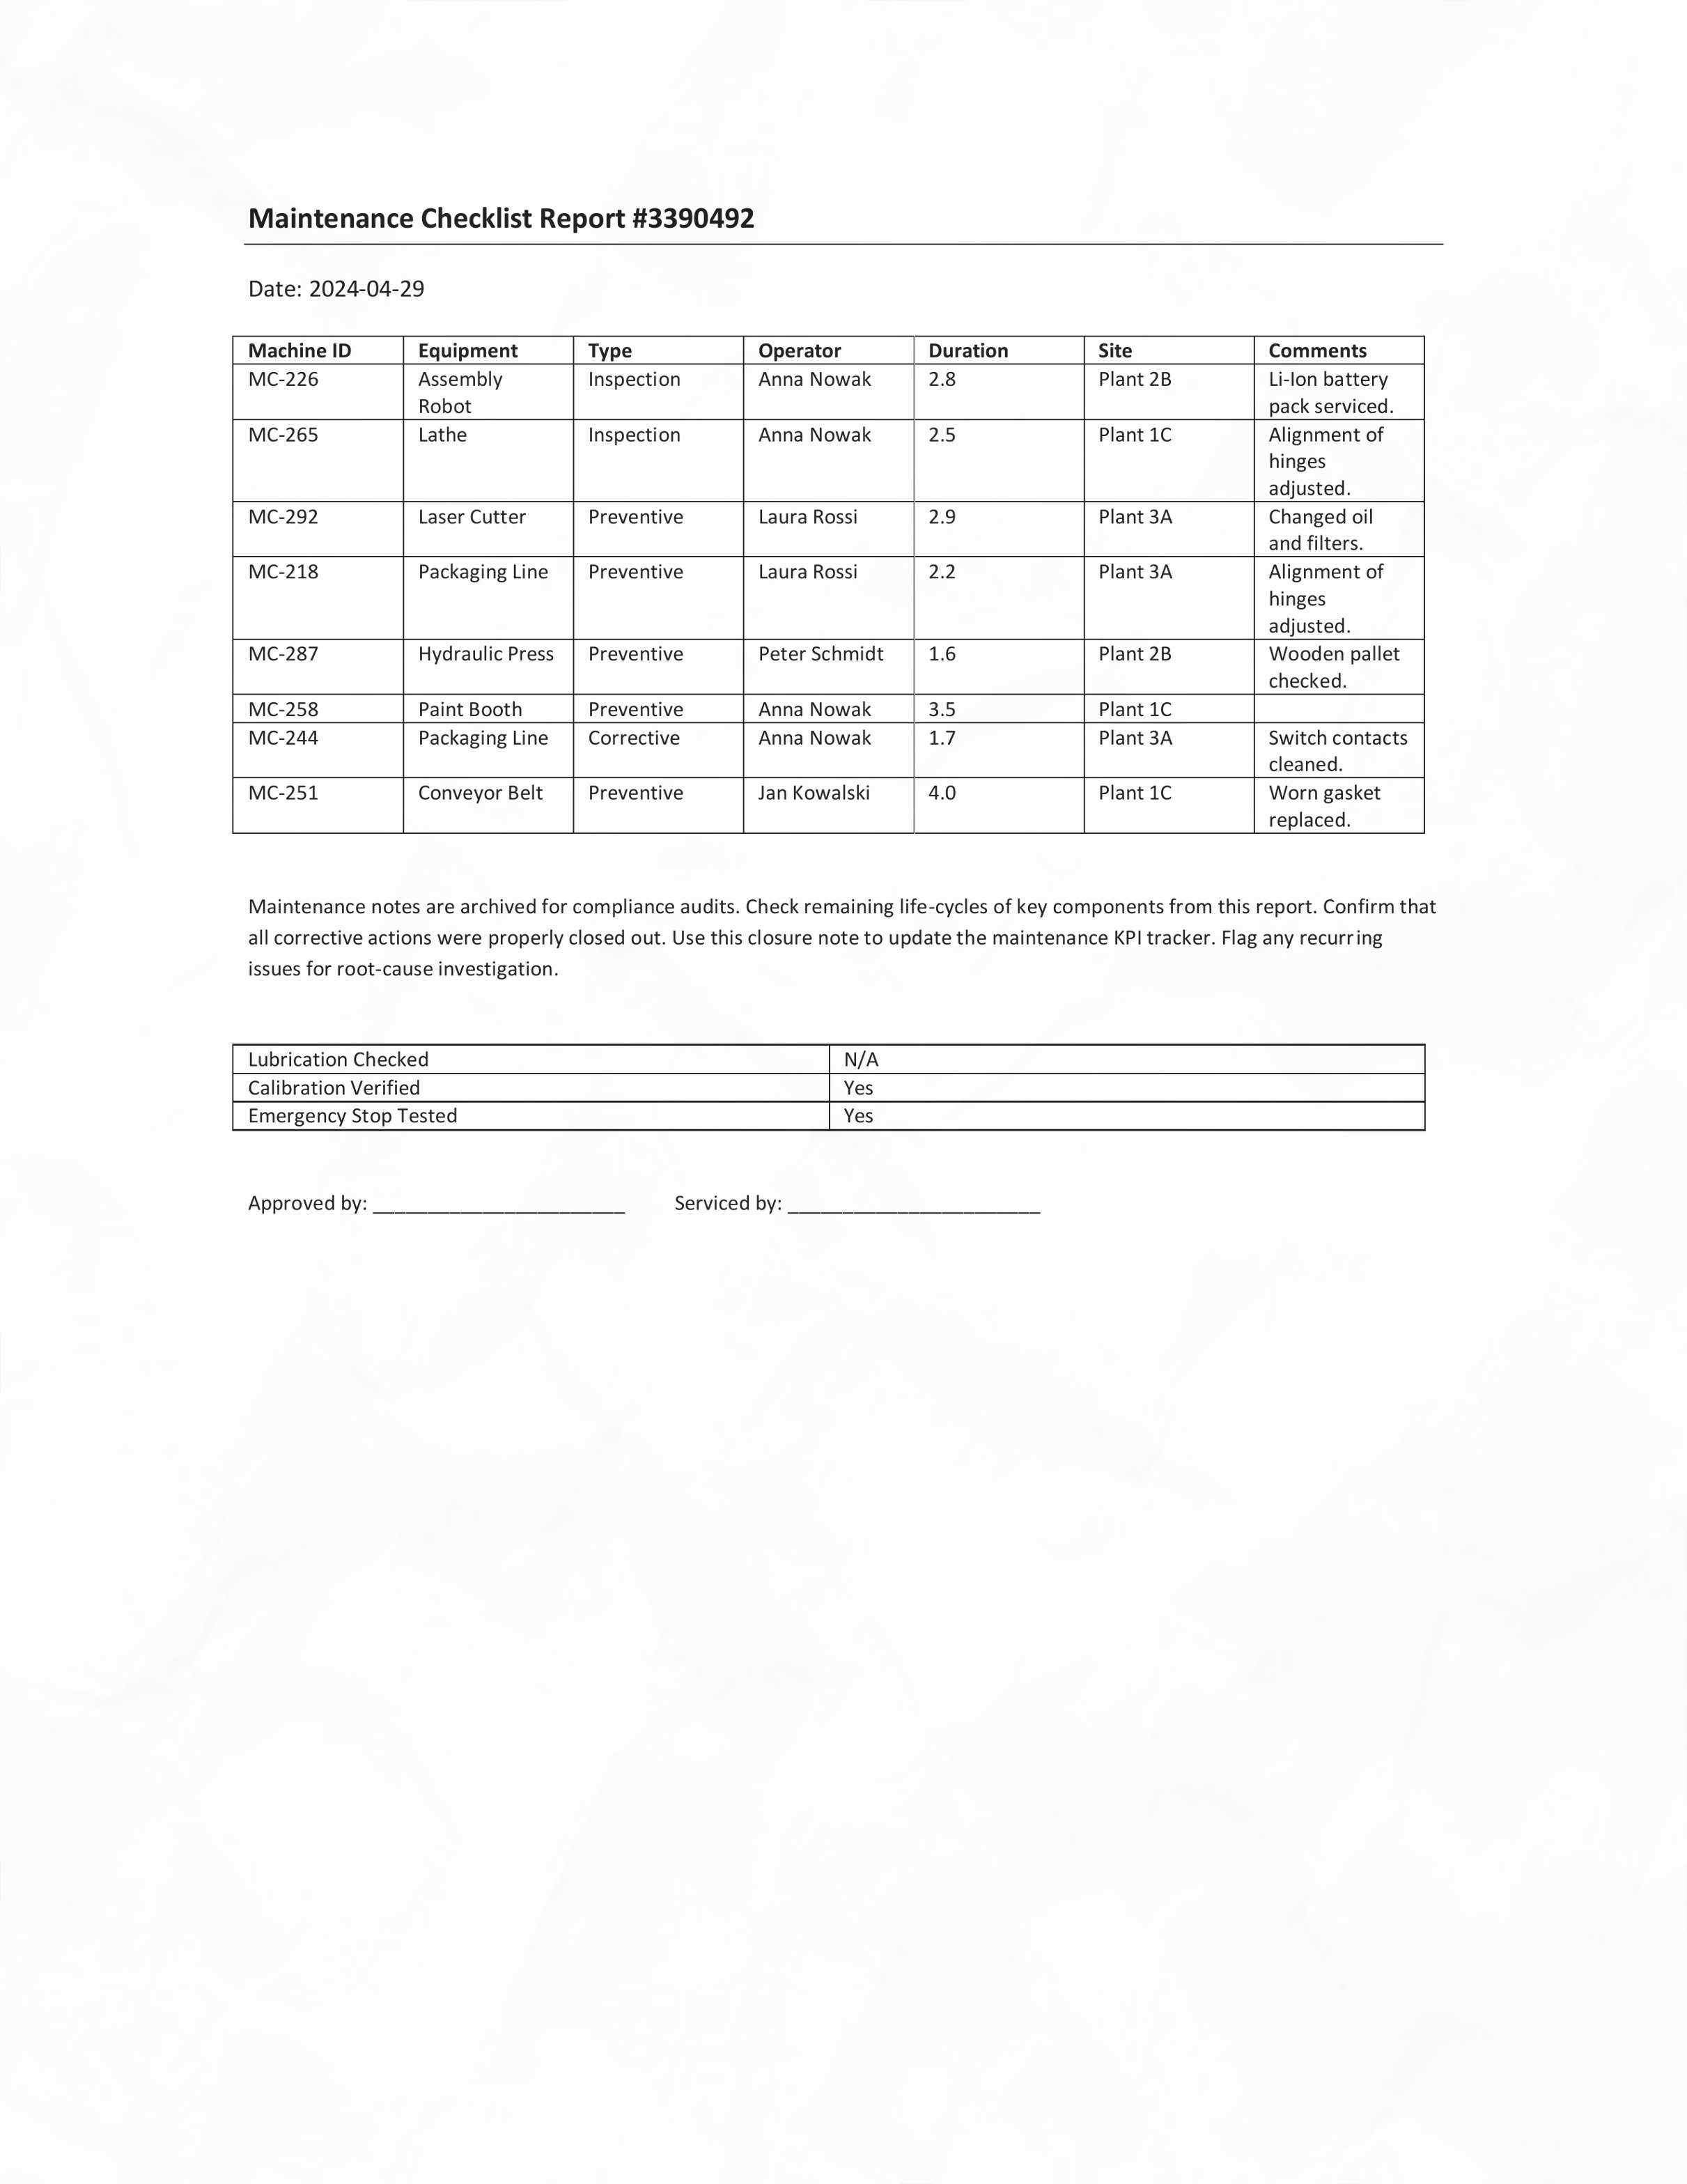 Maintenance Checklist Report #3390492
Date: 2024-04-29
Machine ID Equipment Type Operator Duration Site Comments
MC-226 Assembly Robot Inspection Anna Nowak 2.8 Plant 2B Li-Ion battery pack serviced.
MC-265 Lathe Inspection Anna Nowak 2.5 Plant 1C Alignment of hinges adjusted.
MC-292 Laser Cutter Preventive Laura Rossi 2.9 Plant 3A Changed oil and filters.
MC-218 Packaging Line Preventive Laura Rossi 2.2 Plant 3A Alignment of hinges adjusted.
MC-287 Hydraulic Press Preventive Peter Schmidt 1.6 Plant 2B Wooden pallet checked.
MC-258 Paint Booth Preventive Anna Nowak 3.5 Plant 1C
MC-244 Packaging Line Corrective Anna Nowak 1.7 Plant 3A Switch contacts cleaned.
MC-251 Conveyor Belt Preventive Jan Kowalski 4.0 Plant 1C Worn gasket replaced.
Maintenance notes are archived for compliance audits. Check remaining life-cycles of key components from this report. Confirm that
all corrective actions were properly closed out. Use this closure note to update the maintenance KPI tracker. Flag any recurring
issues for root-cause investigation.
Lubrication Checked N/A
Calibration Verified Yes
Emergency Stop Tested Yes
Approved by: _______________________ Serviced by: _______________________